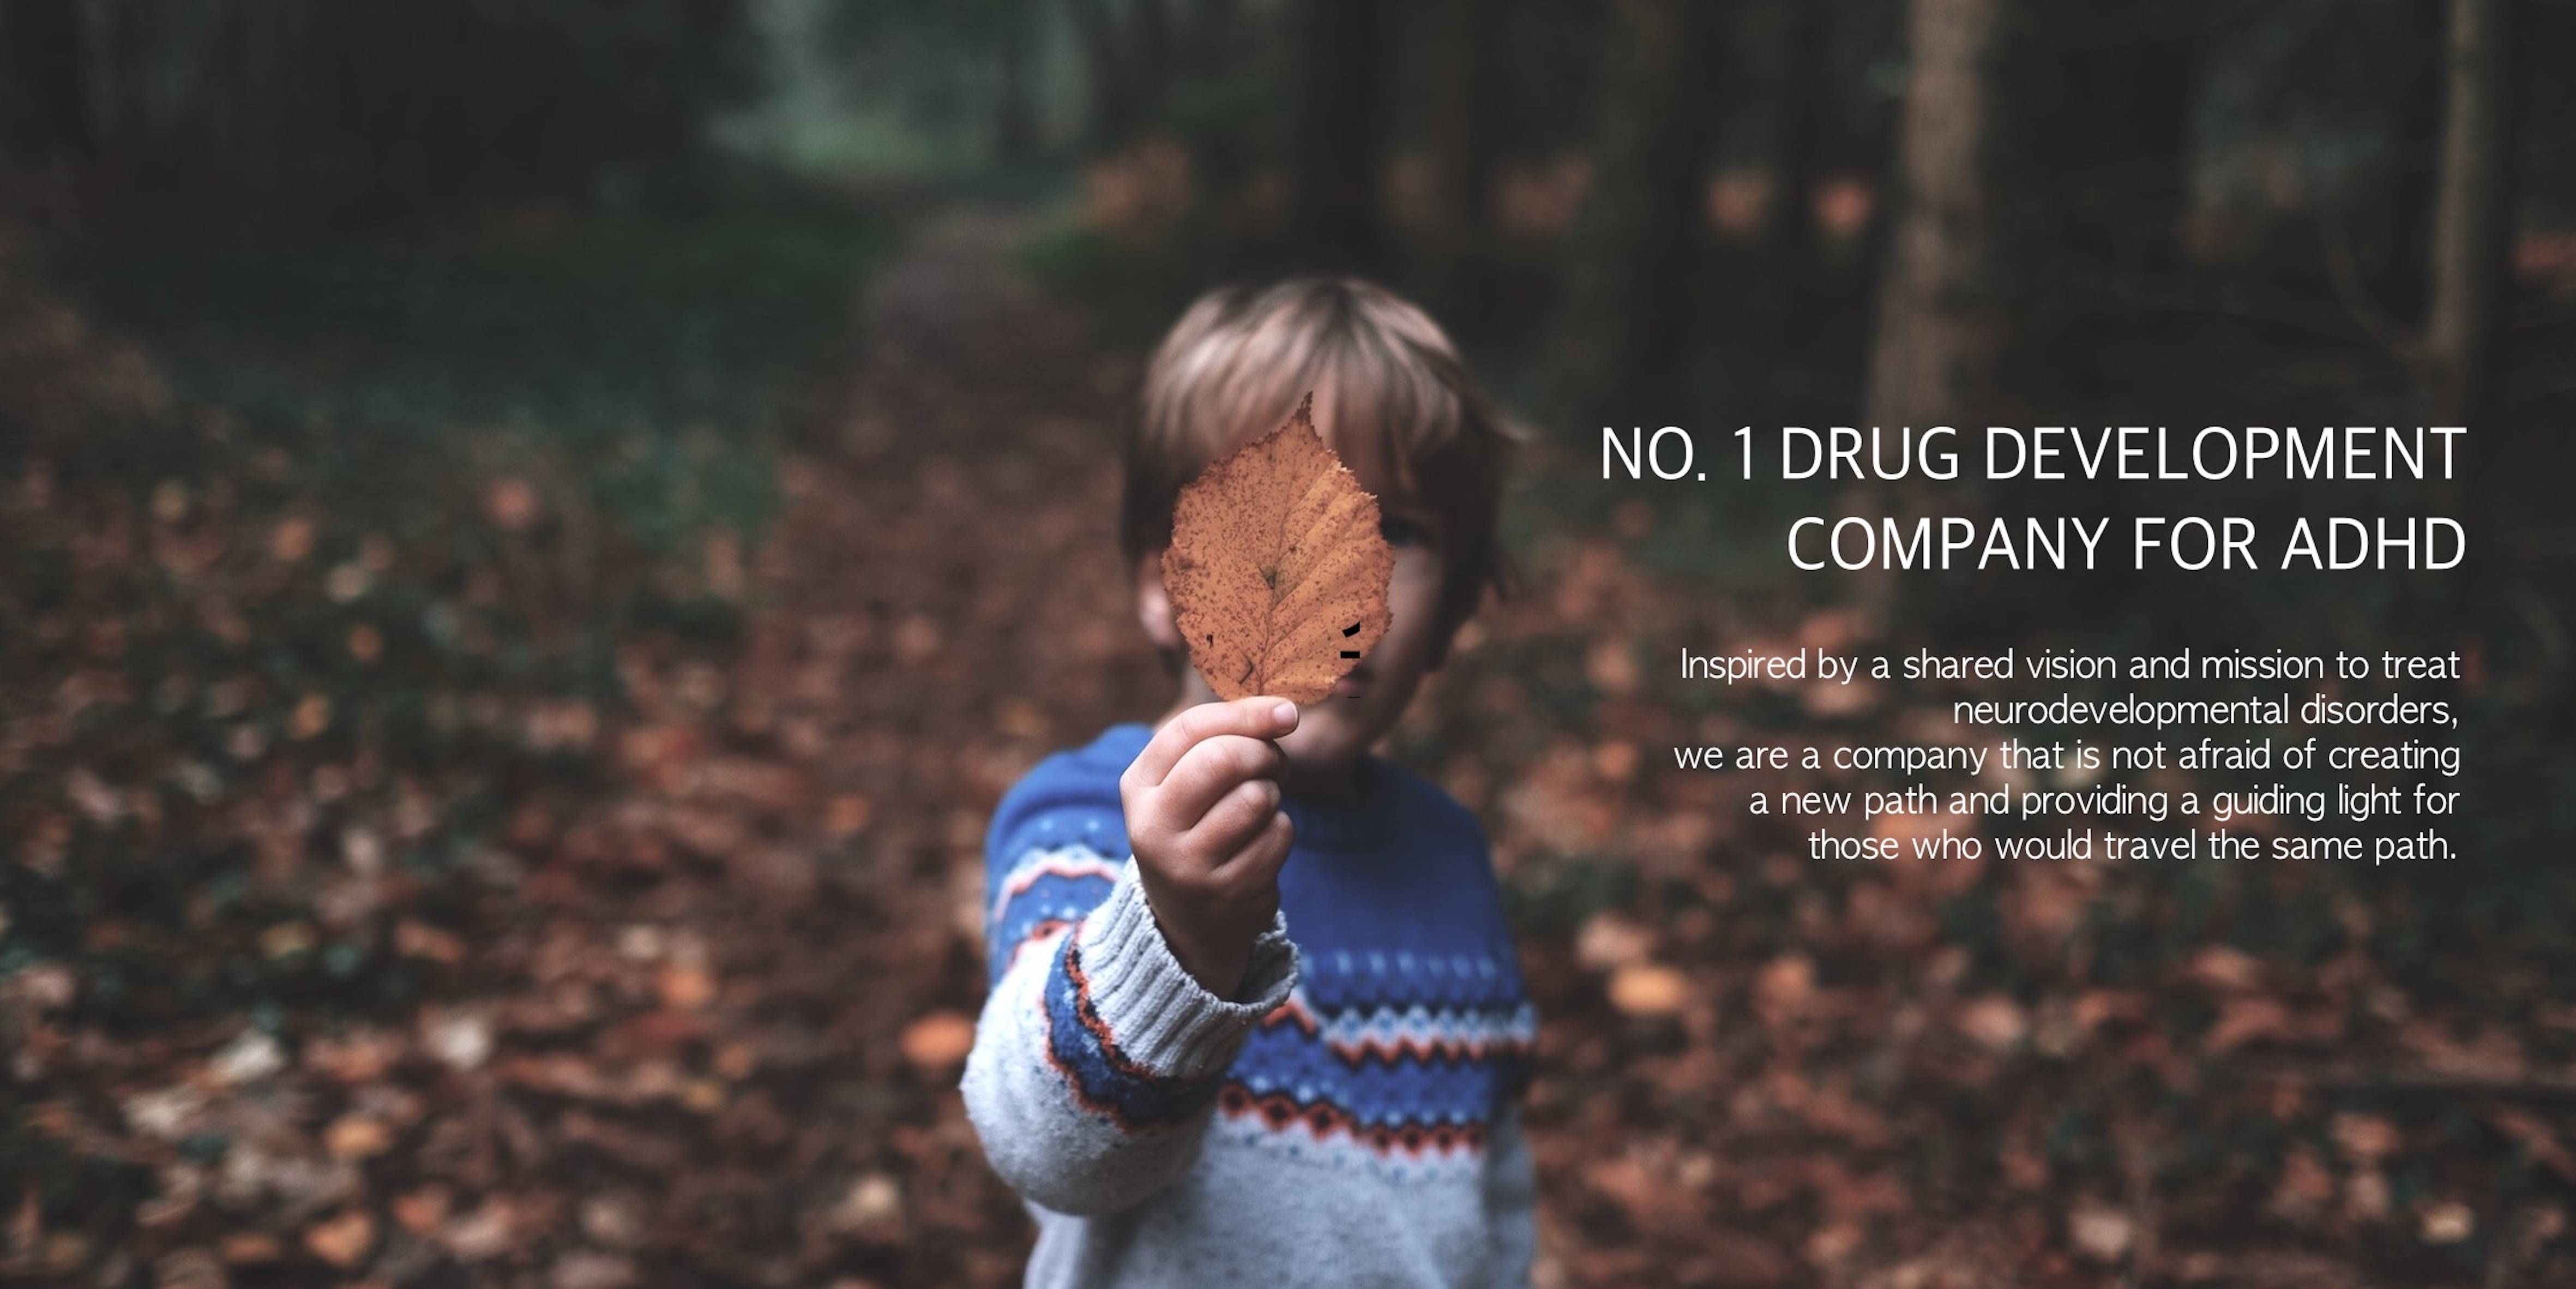 NO. 1 DRUG DEVELOPMENT
COMPANY FOR ADHD
Inspired by a shared vision and mission to treat
neurodevelopmental disorders,
we are a company that is not afraid of creating
a new path and providing a guiding light for
those who would travel the same path.